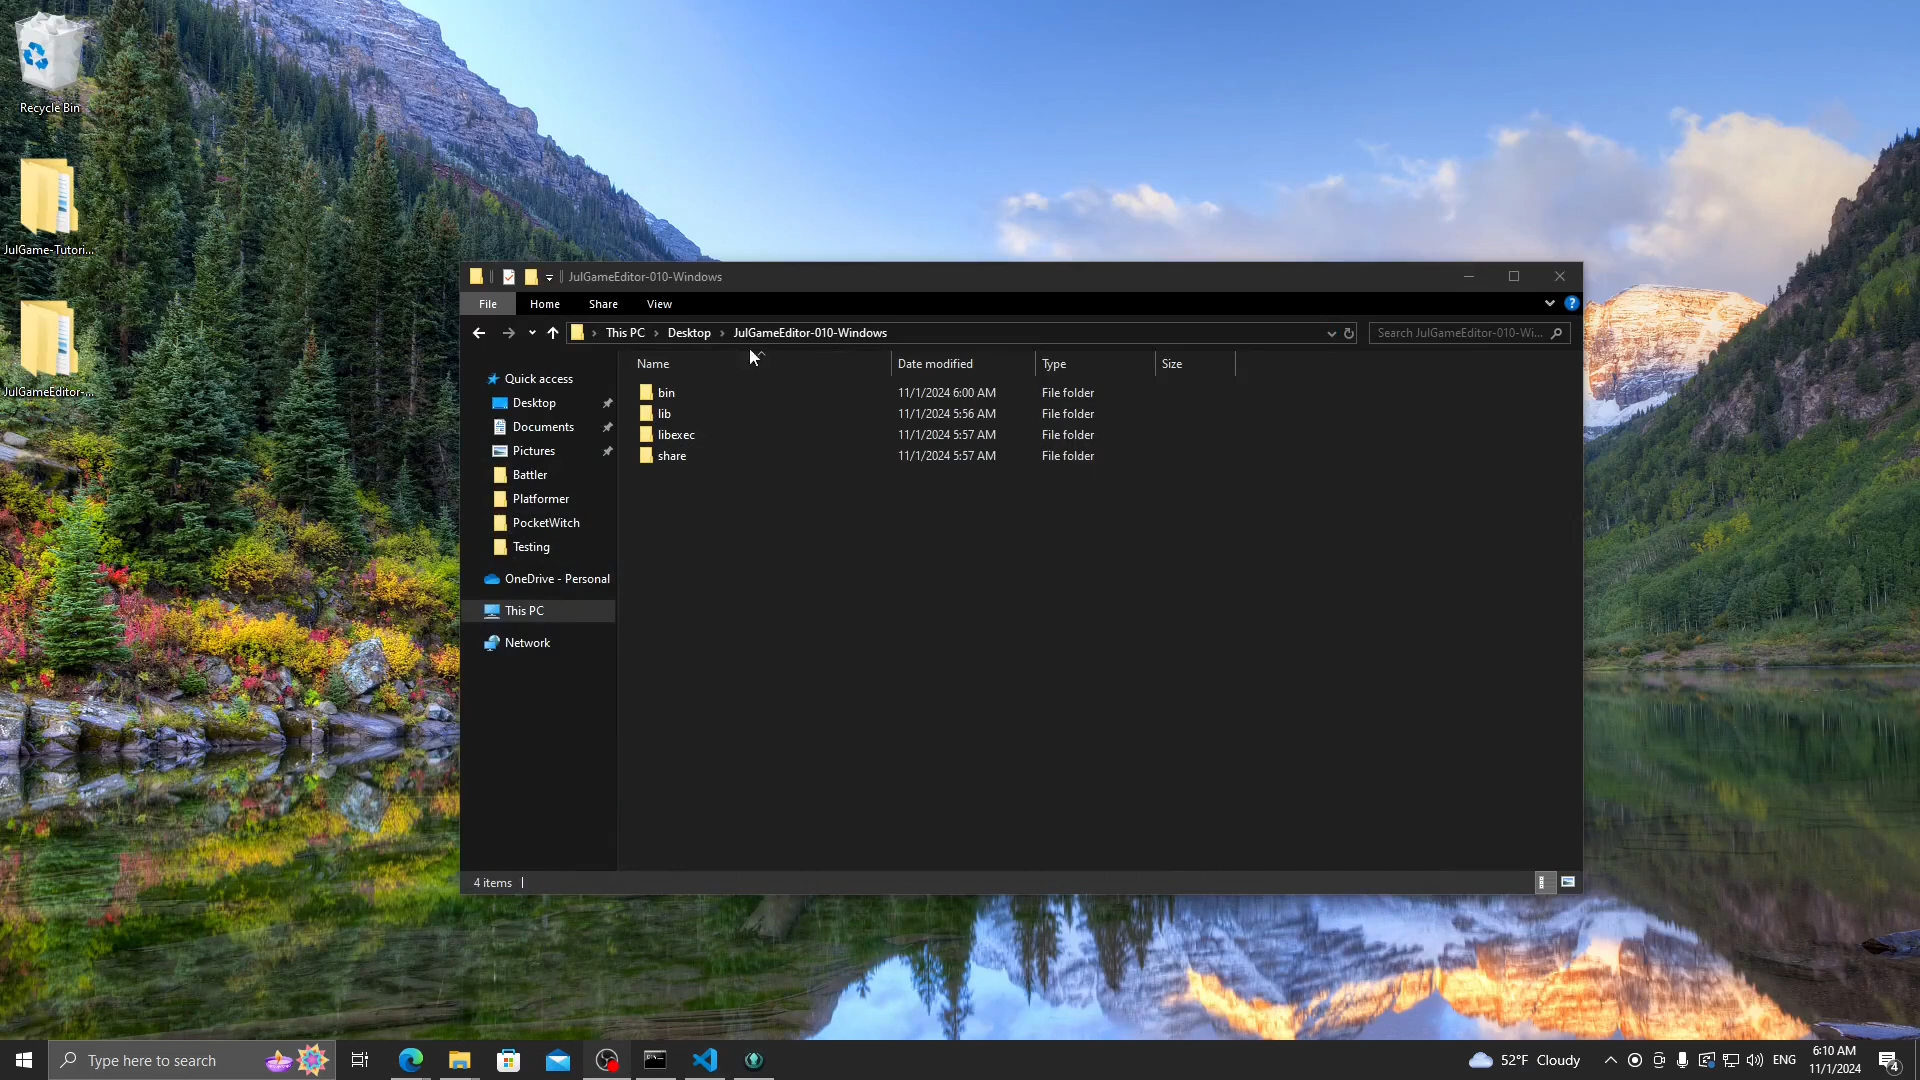 Recycle Bin
JulGame-Tutori...
JulGameEditor-...
JulGameEditor-010-Windows
File
Home
Share
View
This PC
Desktop
JulGameEditor-010-Windows
Search JulGameEditor-010-Wi...
Quick access
Desktop
Documents
Pictures
Battler
Platformer
PocketWitch
Testing
OneDrive - Personal
This PC
Network
Name Date modified Type Size
bin 11/1/2024 6:00 AM File folder
lib 11/1/2024 5:56 AM File folder
libexec 11/1/2024 5:57 AM File folder
share 11/1/2024 5:57 AM File folder
4 items
Type here to search
52°F Cloudy
ENG
6:10 AM
11/1/2024
4